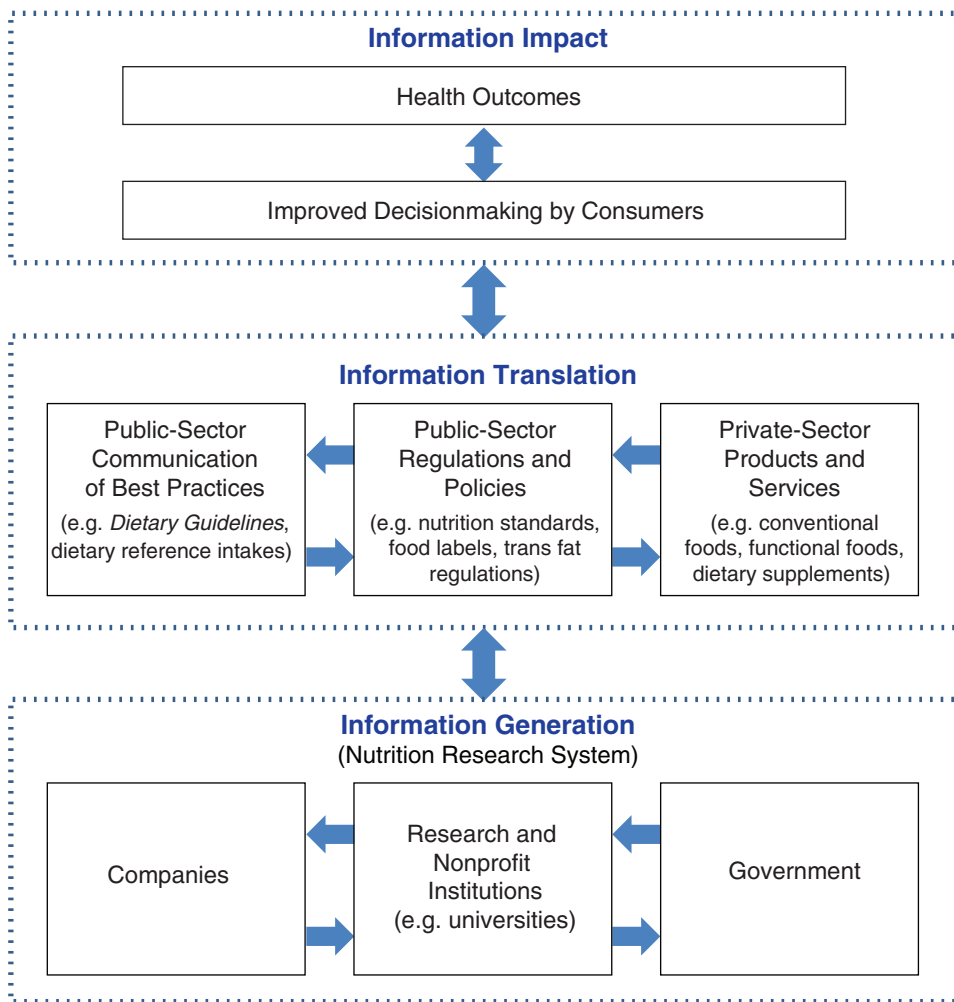 Information Impact
Health Outcomes
Improved Decisionmaking by Consumers
Information Translation
Public-Sector
Communication
of Best Practices
(e.g. Dietary Guidelines,
dietary reference intakes)
Public-Sector
Regulations and
Policies
(e.g. nutrition standards,
food labels, trans fat
regulations)
Private-Sector
Products and
Services
(e.g. conventional
foods, functional foods,
dietary supplements)
Information Generation
(Nutrition Research System)
Companies
Research and
Nonprofit
Institutions
(e.g. universities)
Government